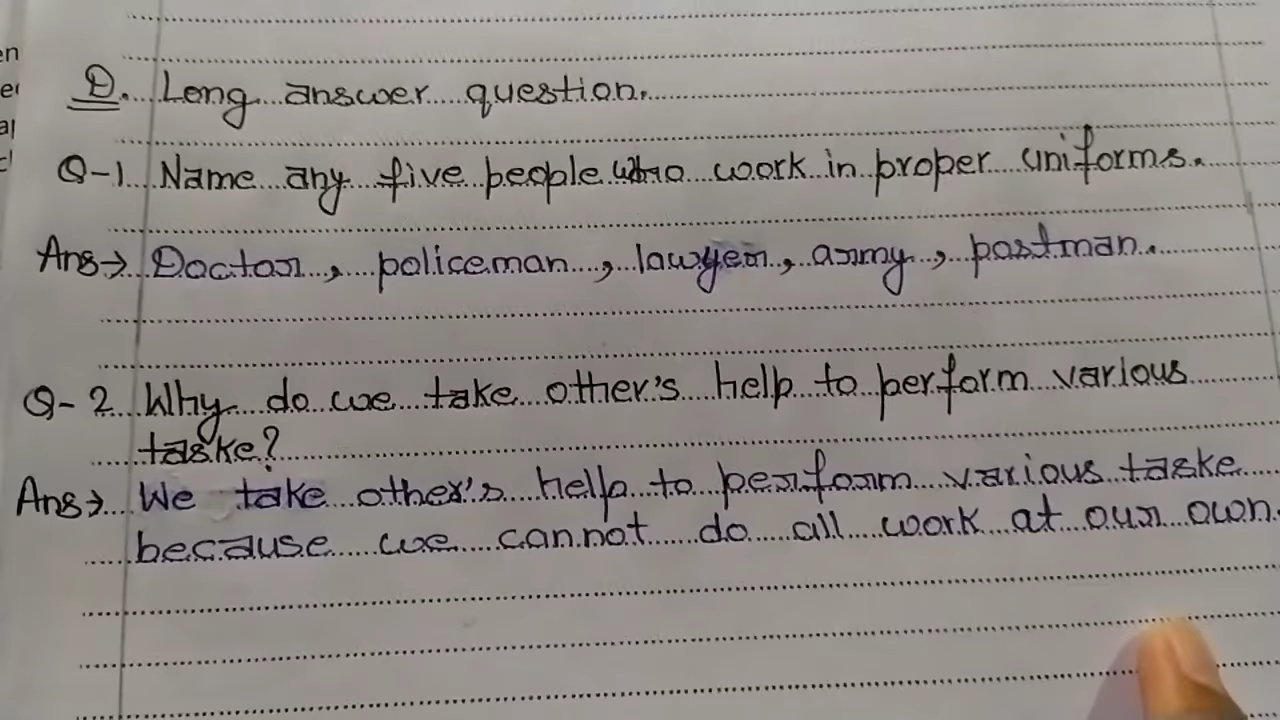 D. Long answer question.
Q-1 Name any five people who work in proper uniforms.
Ans→ Doctor, policeman, lawyer, army, postman.
Q-2 Why do we take other's help to perform various
taske?
Ans→ We take other's help to perform various taske
because we cannot do all work at our own.